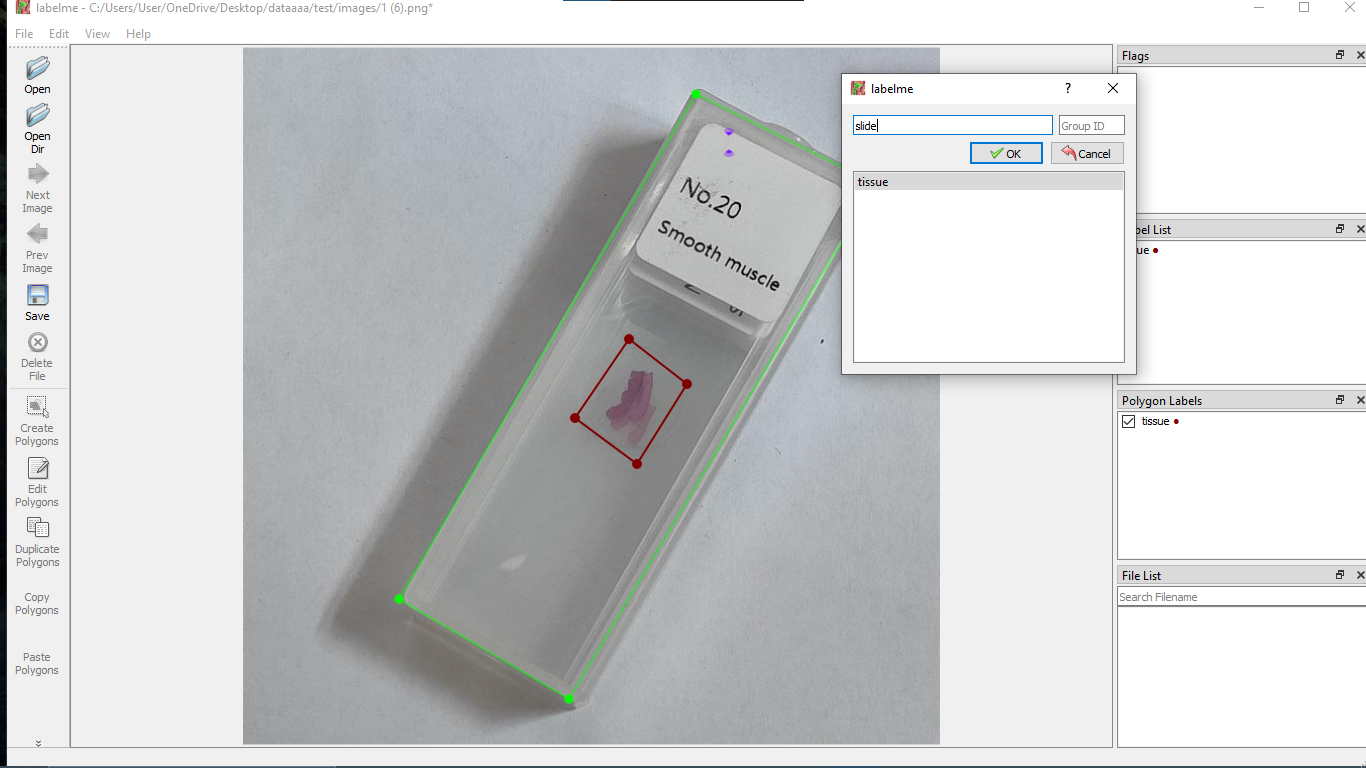 labelme - C:/Users/User/OneDrive/Desktop/dataaaa/test/images/1 (6).png*
File Edit View Help
Open
Open
Dir
Next
Image
Prev
Image
Save
Delete
File
Create
Polygons
Edit
Polygons
Duplicate
Polygons
Copy
Polygons
Paste
Polygons
No.20
Smooth muscle
labelme ?
slide Group ID
OK Cancel
tissue
Flags
bel List
ue
Polygon Labels
tissue
File List
Search Filename